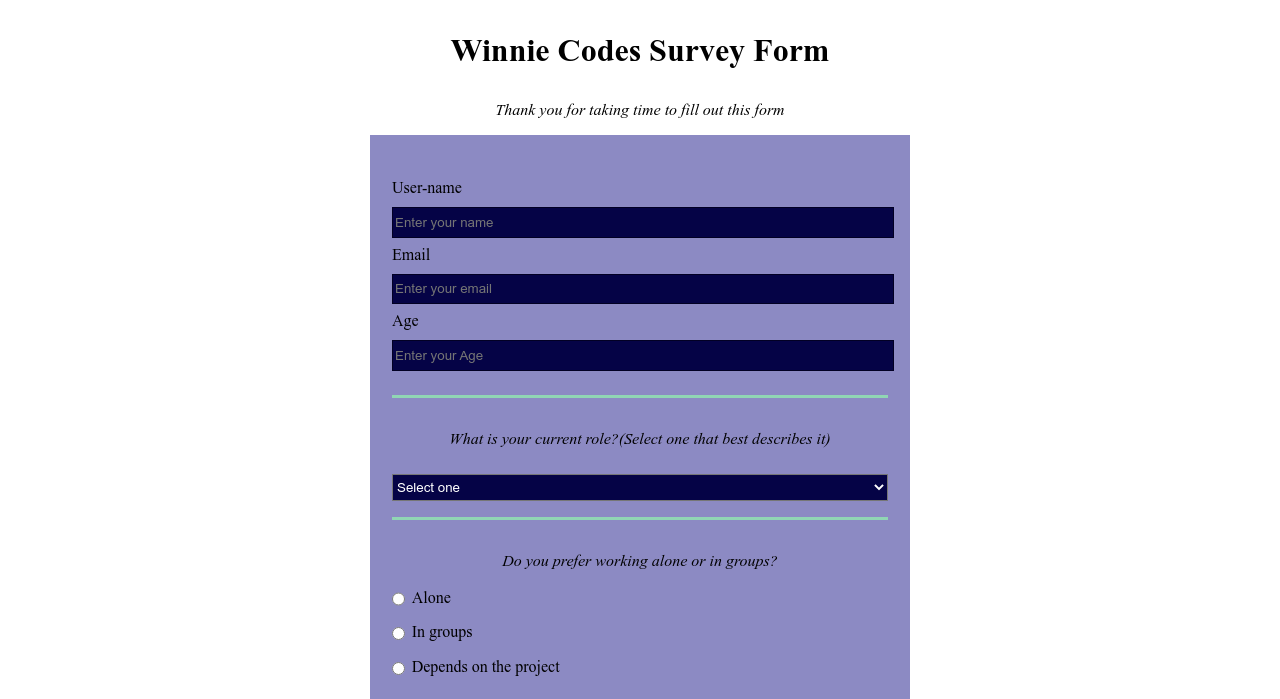 Winnie Codes Survey Form
Thank you for taking time to fill out this form
User-name
Enter your name
Email
Enter your email
Age
Enter your Age
What is your current role?(Select one that best describes it)
Select one
Do you prefer working alone or in groups?
Alone
In groups
Depends on the project